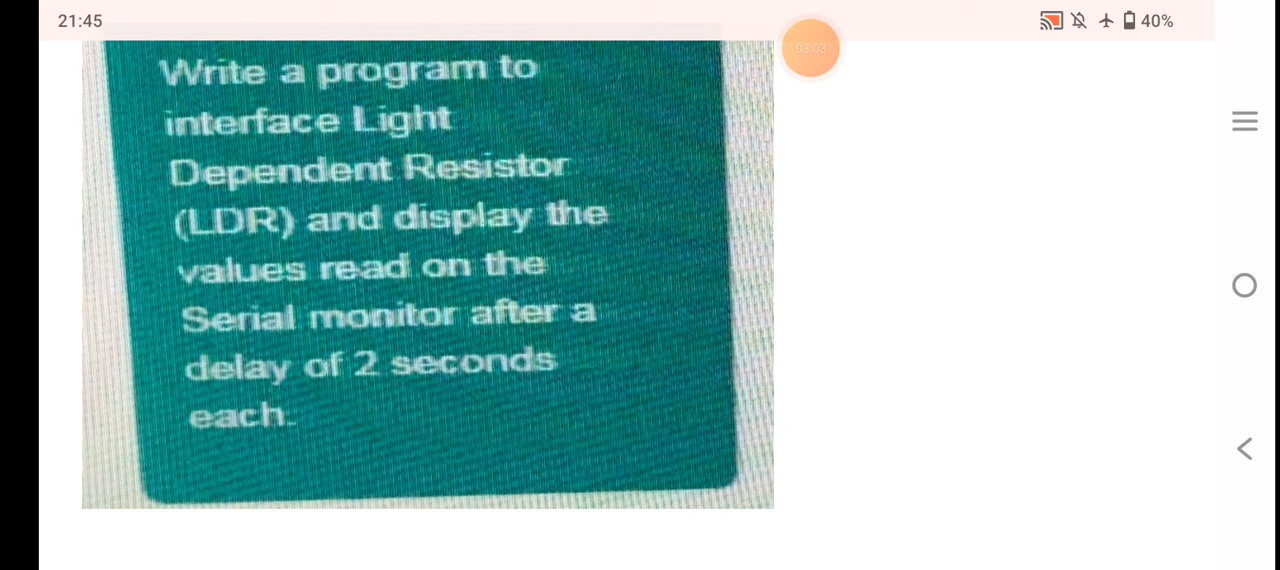 21:45
40%
03:03
Write a program to
interface Light
Dependent Resistor
(LDR) and display the
values read on the
Serial monitor after a
delay of 2 seconds
each.